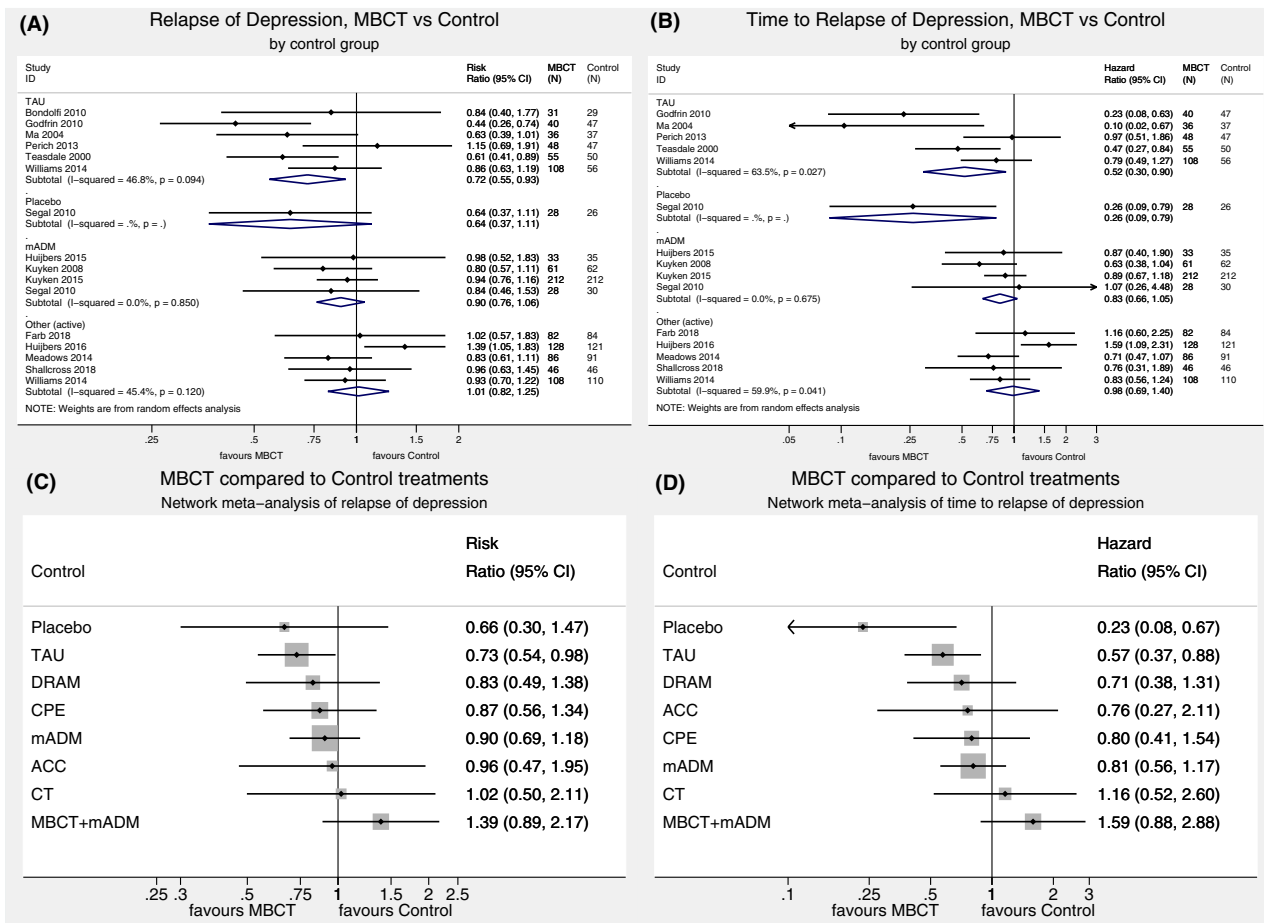 (A) Relapse of Depression, MBCT vs Control
by control group
Study Risk MBCT Control
ID Ratio (95% CI) (N) (N)
TAU
Bondolfi 2010 0.84 (0.40, 1.77) 31 29
Godfrin 2010 0.44 (0.26, 0.74) 40 47
Ma 2004 0.63 (0.39, 1.01) 36 37
Perich 2013 1.15 (0.69, 1.91) 48 47
Teasdale 2000 0.61 (0.41, 0.89) 55 50
Williams 2014 0.86 (0.63, 1.19) 108 56
Subtotal (I−squared = 46.8%, p = 0.094) 0.72 (0.55, 0.93)
.
Placebo
Segal 2010 0.64 (0.37, 1.11) 28 26
Subtotal (I−squared = .%, p = .) 0.64 (0.37, 1.11)
.
mADM
Huijbers 2015 0.98 (0.52, 1.83) 33 35
Kuyken 2008 0.80 (0.57, 1.11) 61 62
Kuyken 2015 0.94 (0.76, 1.16) 212 212
Segal 2010 0.84 (0.46, 1.53) 28 30
Subtotal (I−squared = 0.0%, p = 0.850) 0.90 (0.76, 1.06)
.
Other (active)
Farb 2018 1.02 (0.57, 1.83) 82 84
Huijbers 2016 1.39 (1.05, 1.83) 128 121
Meadows 2014 0.83 (0.61, 1.11) 86 91
Shallcross 2018 0.96 (0.63, 1.45) 46 46
Williams 2014 0.93 (0.70, 1.22) 108 110
Subtotal (I−squared = 45.4%, p = 0.120) 1.01 (0.82, 1.25)
NOTE: Weights are from random effects analysis
.25 .5 .75 1 2
favours MBCT favours Control
(B) Time to Relapse of Depression, MBCT vs Control
by control group
Study Hazard MBCT Control
ID Ratio (95% CI) (N) (N)
TAU
Godfrin 2010 0.23 (0.08, 0.63) 40 47
Ma 2004 0.10 (0.02, 0.67) 36 37
Perich 2013 0.97 (0.51, 1.86) 48 47
Teasdale 2000 0.47 (0.27, 0.84) 55 50
Williams 2014 0.79 (0.49, 1.27) 108 56
Subtotal (I−squared = 63.5%, p = 0.027) 0.52 (0.30, 0.90)
.
Placebo
Segal 2010 0.26 (0.09, 0.79) 28 26
Subtotal (I−squared = .%, p = .) 0.26 (0.09, 0.79)
.
mADM
Huijbers 2015 0.87 (0.40, 1.90) 33 35
Kuyken 2008 0.63 (0.38, 1.04) 61 62
Kuyken 2015 0.89 (0.67, 1.18) 212 212
Segal 2010 1.07 (0.26, 4.48) 28 30
Subtotal (I−squared = 0.0%, p = 0.675) 0.83 (0.66, 1.05)
.
Other (active)
Farb 2018 1.16 (0.60, 2.25) 82 84
Huijbers 2016 1.59 (1.09, 2.31) 128 121
Meadows 2014 0.71 (0.47, 1.07) 86 91
Shallcross 2018 0.76 (0.31, 1.89) 46 46
Williams 2014 0.83 (0.56, 1.24) 108 110
Subtotal (I−squared = 59.9%, p = 0.041) 0.98 (0.69, 1.40)
NOTE: Weights are from random effects analysis
.05 .1 .25 .5 .75 1 1.5 2 3
favours MBCT favours Control
(C) MBCT compared to Control treatments
Network meta−analysis of relapse of depression
Risk
Control Ratio (95% CI)
Placebo 0.66 (0.30, 1.47)
TAU 0.73 (0.54, 0.98)
DRAM 0.83 (0.49, 1.38)
CPE 0.87 (0.56, 1.34)
mADM 0.90 (0.69, 1.18)
ACC 0.96 (0.47, 1.95)
CT 1.02 (0.50, 2.11)
MBCT+mADM 1.39 (0.89, 2.17)
.25 .3 .5 .75 1 1.5 2 2.5
favours MBCT favours Control
(D) MBCT compared to Control treatments
Network meta−analysis of time to relapse of depression
Hazard
Control Ratio (95% CI)
Placebo 0.23 (0.08, 0.67)
TAU 0.57 (0.37, 0.88)
DRAM 0.71 (0.38, 1.31)
ACC 0.76 (0.27, 2.11)
CPE 0.80 (0.41, 1.54)
mADM 0.81 (0.56, 1.17)
CT 1.16 (0.52, 2.60)
MBCT+mADM 1.59 (0.88, 2.88)
.1 .25 .5 1 2 3
favours MBCT favours Control